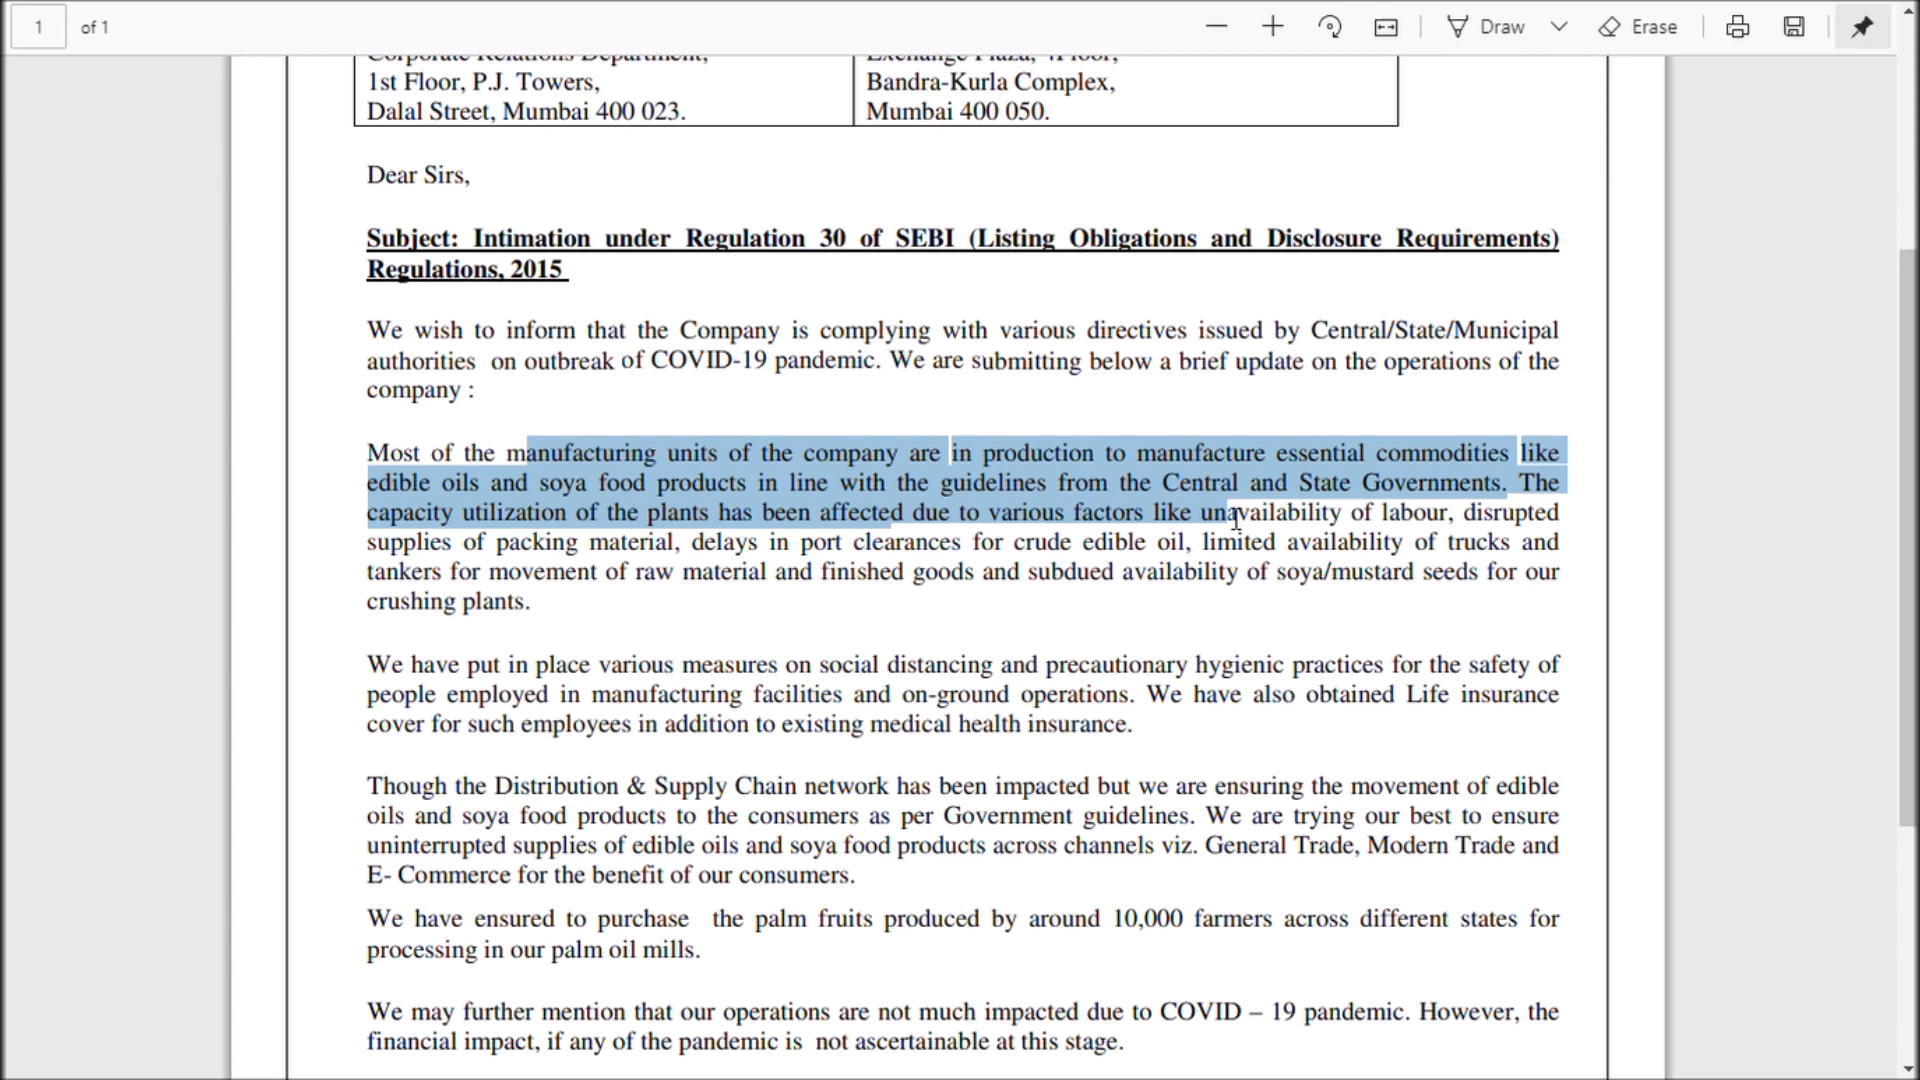 1 of 1 Draw Erase
Corporate Relations Department,
1st Floor, P.J. Towers,
Dalal Street, Mumbai 400 023.
Bandra-Kurla Complex,
Mumbai 400 050.
Dear Sirs,
Subject: Intimation under Regulation 30 of SEBI (Listing Obligations and Disclosure Requirements)
Regulations, 2015
We wish to inform that the Company is complying with various directives issued by Central/State/Municipal
authorities on outbreak of COVID-19 pandemic. We are submitting below a brief update on the operations of the
company :
Most of the manufacturing units of the company are in production to manufacture essential commodities like
edible oils and soya food products in line with the guidelines from the Central and State Governments. The
capacity utilization of the plants has been affected due to various factors like unavailability of labour, disrupted
supplies of packing material, delays in port clearances for crude edible oil, limited availability of trucks and
tankers for movement of raw material and finished goods and subdued availability of soya/mustard seeds for our
crushing plants.
We have put in place various measures on social distancing and precautionary hygienic practices for the safety of
people employed in manufacturing facilities and on-ground operations. We have also obtained Life insurance
cover for such employees in addition to existing medical health insurance.
Though the Distribution & Supply Chain network has been impacted but we are ensuring the movement of edible
oils and soya food products to the consumers as per Government guidelines. We are trying our best to ensure
uninterrupted supplies of edible oils and soya food products across channels viz. General Trade, Modern Trade and
E- Commerce for the benefit of our consumers.
We have ensured to purchase the palm fruits produced by around 10,000 farmers across different states for
processing in our palm oil mills.
We may further mention that our operations are not much impacted due to COVID – 19 pandemic. However, the
financial impact, if any of the pandemic is not ascertainable at this stage.